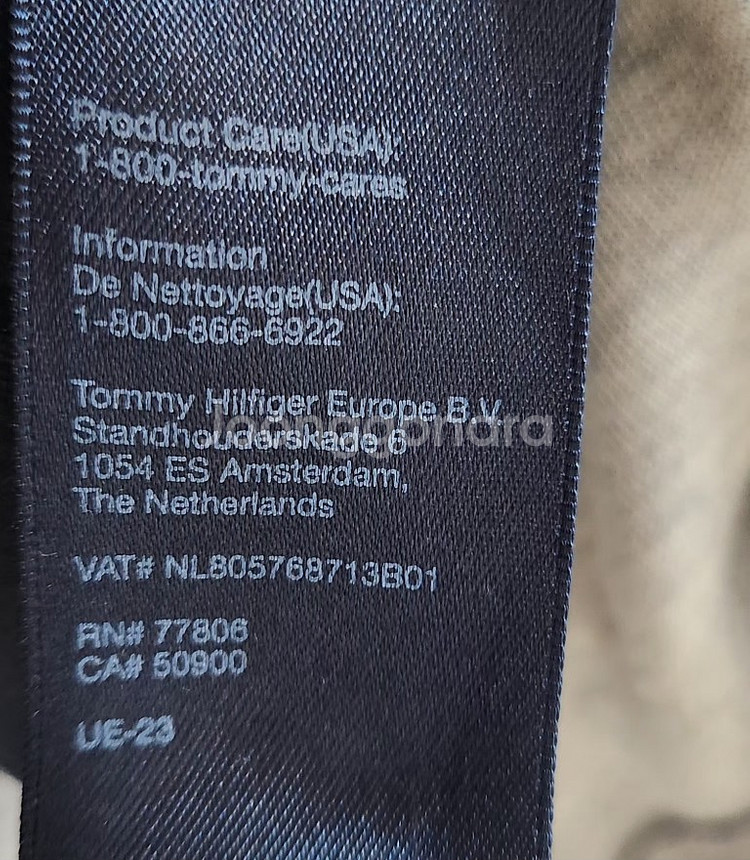 Product Care(USA):
1-800-tommy-cares
Information
De Nettoyage(USA):
1-800-866-6922
Tommy Hilfiger Europe B.V.
Standhouderskade 6
1054 ES Amsterdam,
The Netherlands
VAT# NL805768713B01
RN# 77806
CA# 50900
UE-23